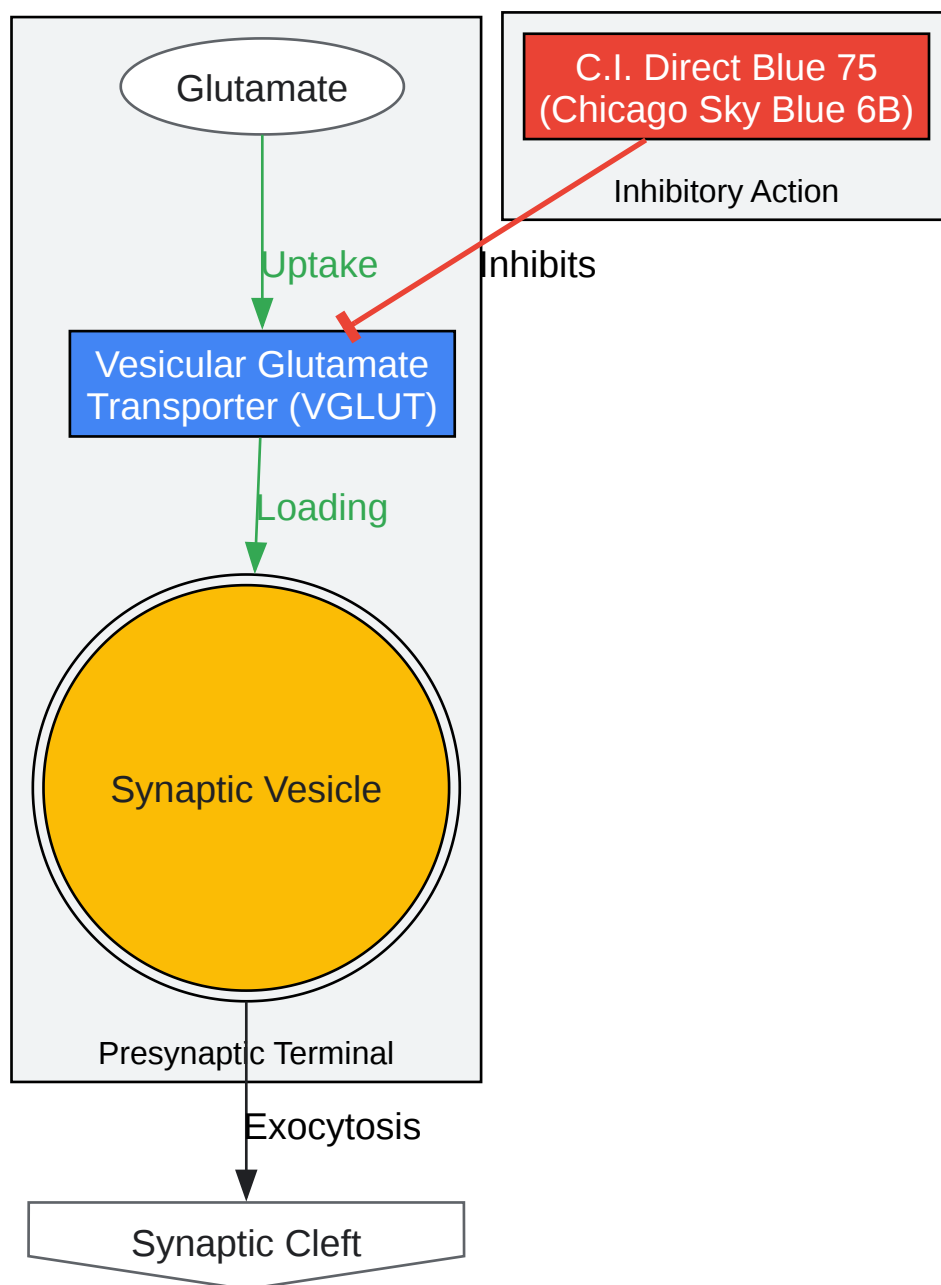 Glutamate
C.I. Direct Blue 75
(Chicago Sky Blue 6B)
Inhibitory Action
Uptake
Inhibits
Vesicular Glutamate
Transporter (VGLUT)
Loading
Synaptic Vesicle
Presynaptic Terminal
Exocytosis
Synaptic Cleft